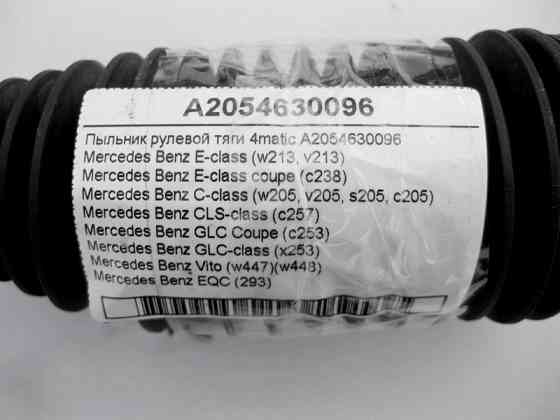 A2054630096
Пыльник рулевой тяги 4matic A2054630096
Mercedes Benz E-class (w213, v213)
Mercedes Benz E-class coupe (c238)
Mercedes Benz C-class (w205, v205, s205, c205)
Mercedes Benz CLS-class (c257)
Mercedes Benz GLC Coupe (c253)
Mercedes Benz GLC-class (x253)
Mercedes Benz Vito (w447)(w448)
Mercedes Benz EQC (293)